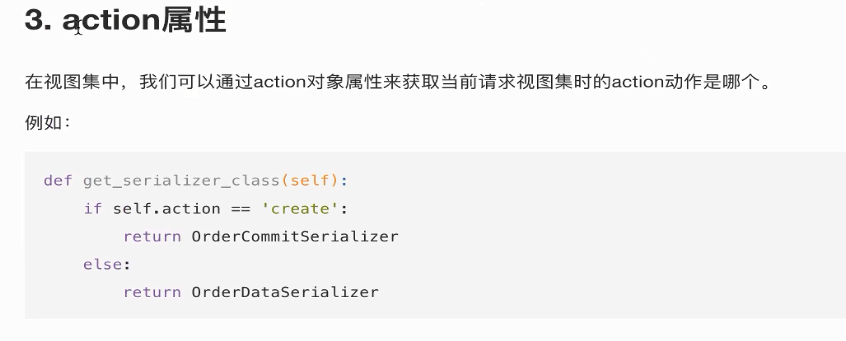 3. action属性
在视图集中，我们可以通过action对象属性来获取当前请求视图集时的action动作是哪个。
例如：
def get_serializer_class(self):
    if self.action == 'create':
        return OrderCommitSerializer
    else:
        return OrderDataSerializer